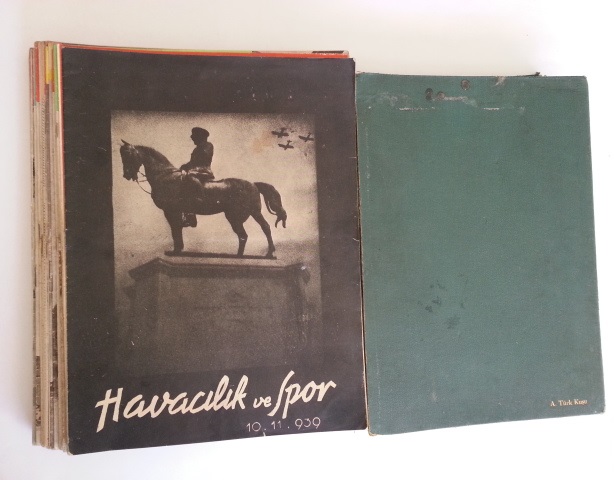 Havacılık ve Spor
10.11.939
A. Türk Kuşu